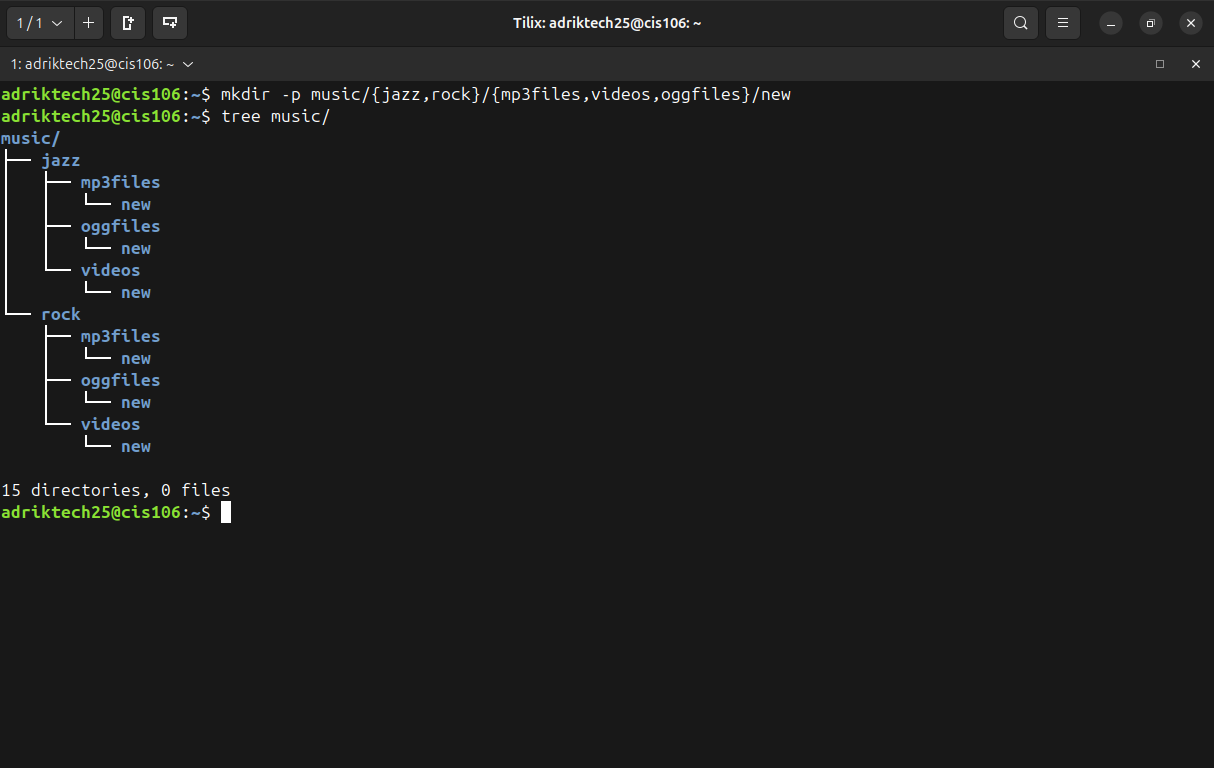 1 / 1
Tilix: adriktech25@cis106: ~
1: adriktech25@cis106: ~
adriktech25@cis106:~$ mkdir -p music/{jazz,rock}/{mp3files,videos,oggfiles}/new
adriktech25@cis106:~$ tree music/
music/
├── jazz
│   ├── mp3files
│   │   └── new
│   ├── oggfiles
│   │   └── new
│   └── videos
│       └── new
└── rock
    ├── mp3files
    │   └── new
    ├── oggfiles
    │   └── new
    └── videos
        └── new
15 directories, 0 files
adriktech25@cis106:~$